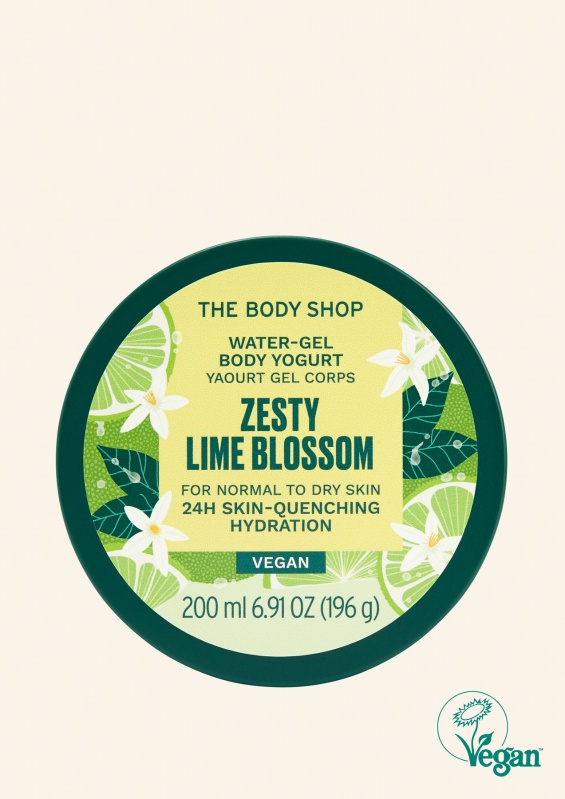 THE BODY SHOP
WATER-GEL
BODY YOGURT
YAOURT GEL CORPS
ZESTY
LIME BLOSSOM
FOR NORMAL TO DRY SKIN
24H SKIN-QUENCHING
HYDRATION
VEGAN
200 ml 6.91 OZ (196 g)
Vegan™